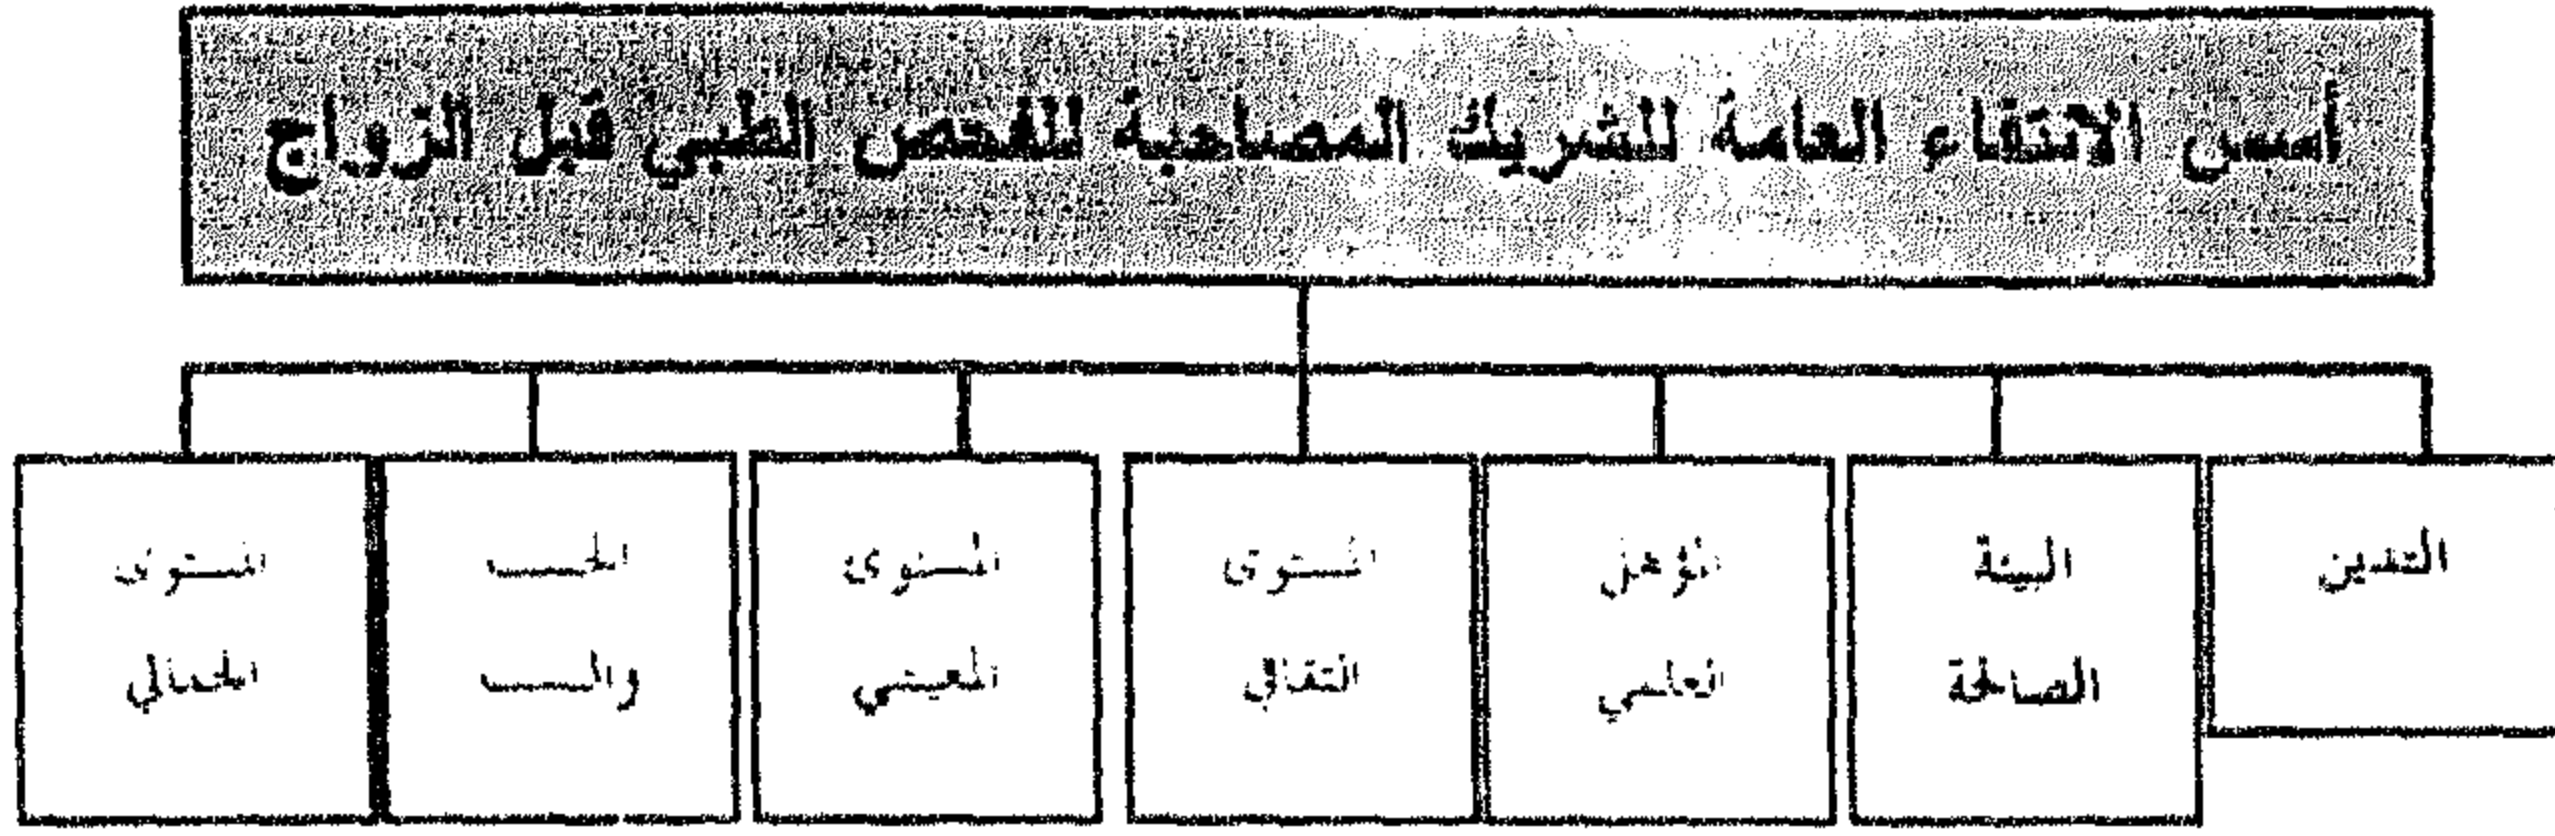 أسس الانتقاء العامة للشريك المصاحبة للفحص الطبي قبل الزواج
التدين
البيئة
الصالحة
المؤهل
العلمي
المستوى
الثقافي
المستوى
المعيشي
الحسب
والنسب
المستوى
الجمالي